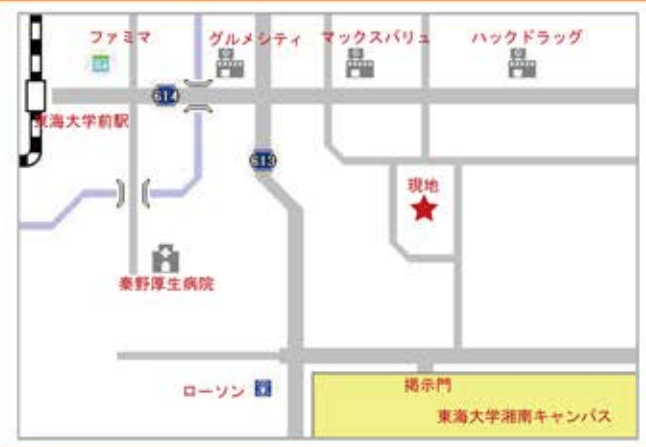 ファミマ
グルメシティ
マックスバリュ
ハックドラッグ
614
東海大学前駅
613
現地
秦野厚生病院
ローソン
掲示門
東海大学湘南キャンパス